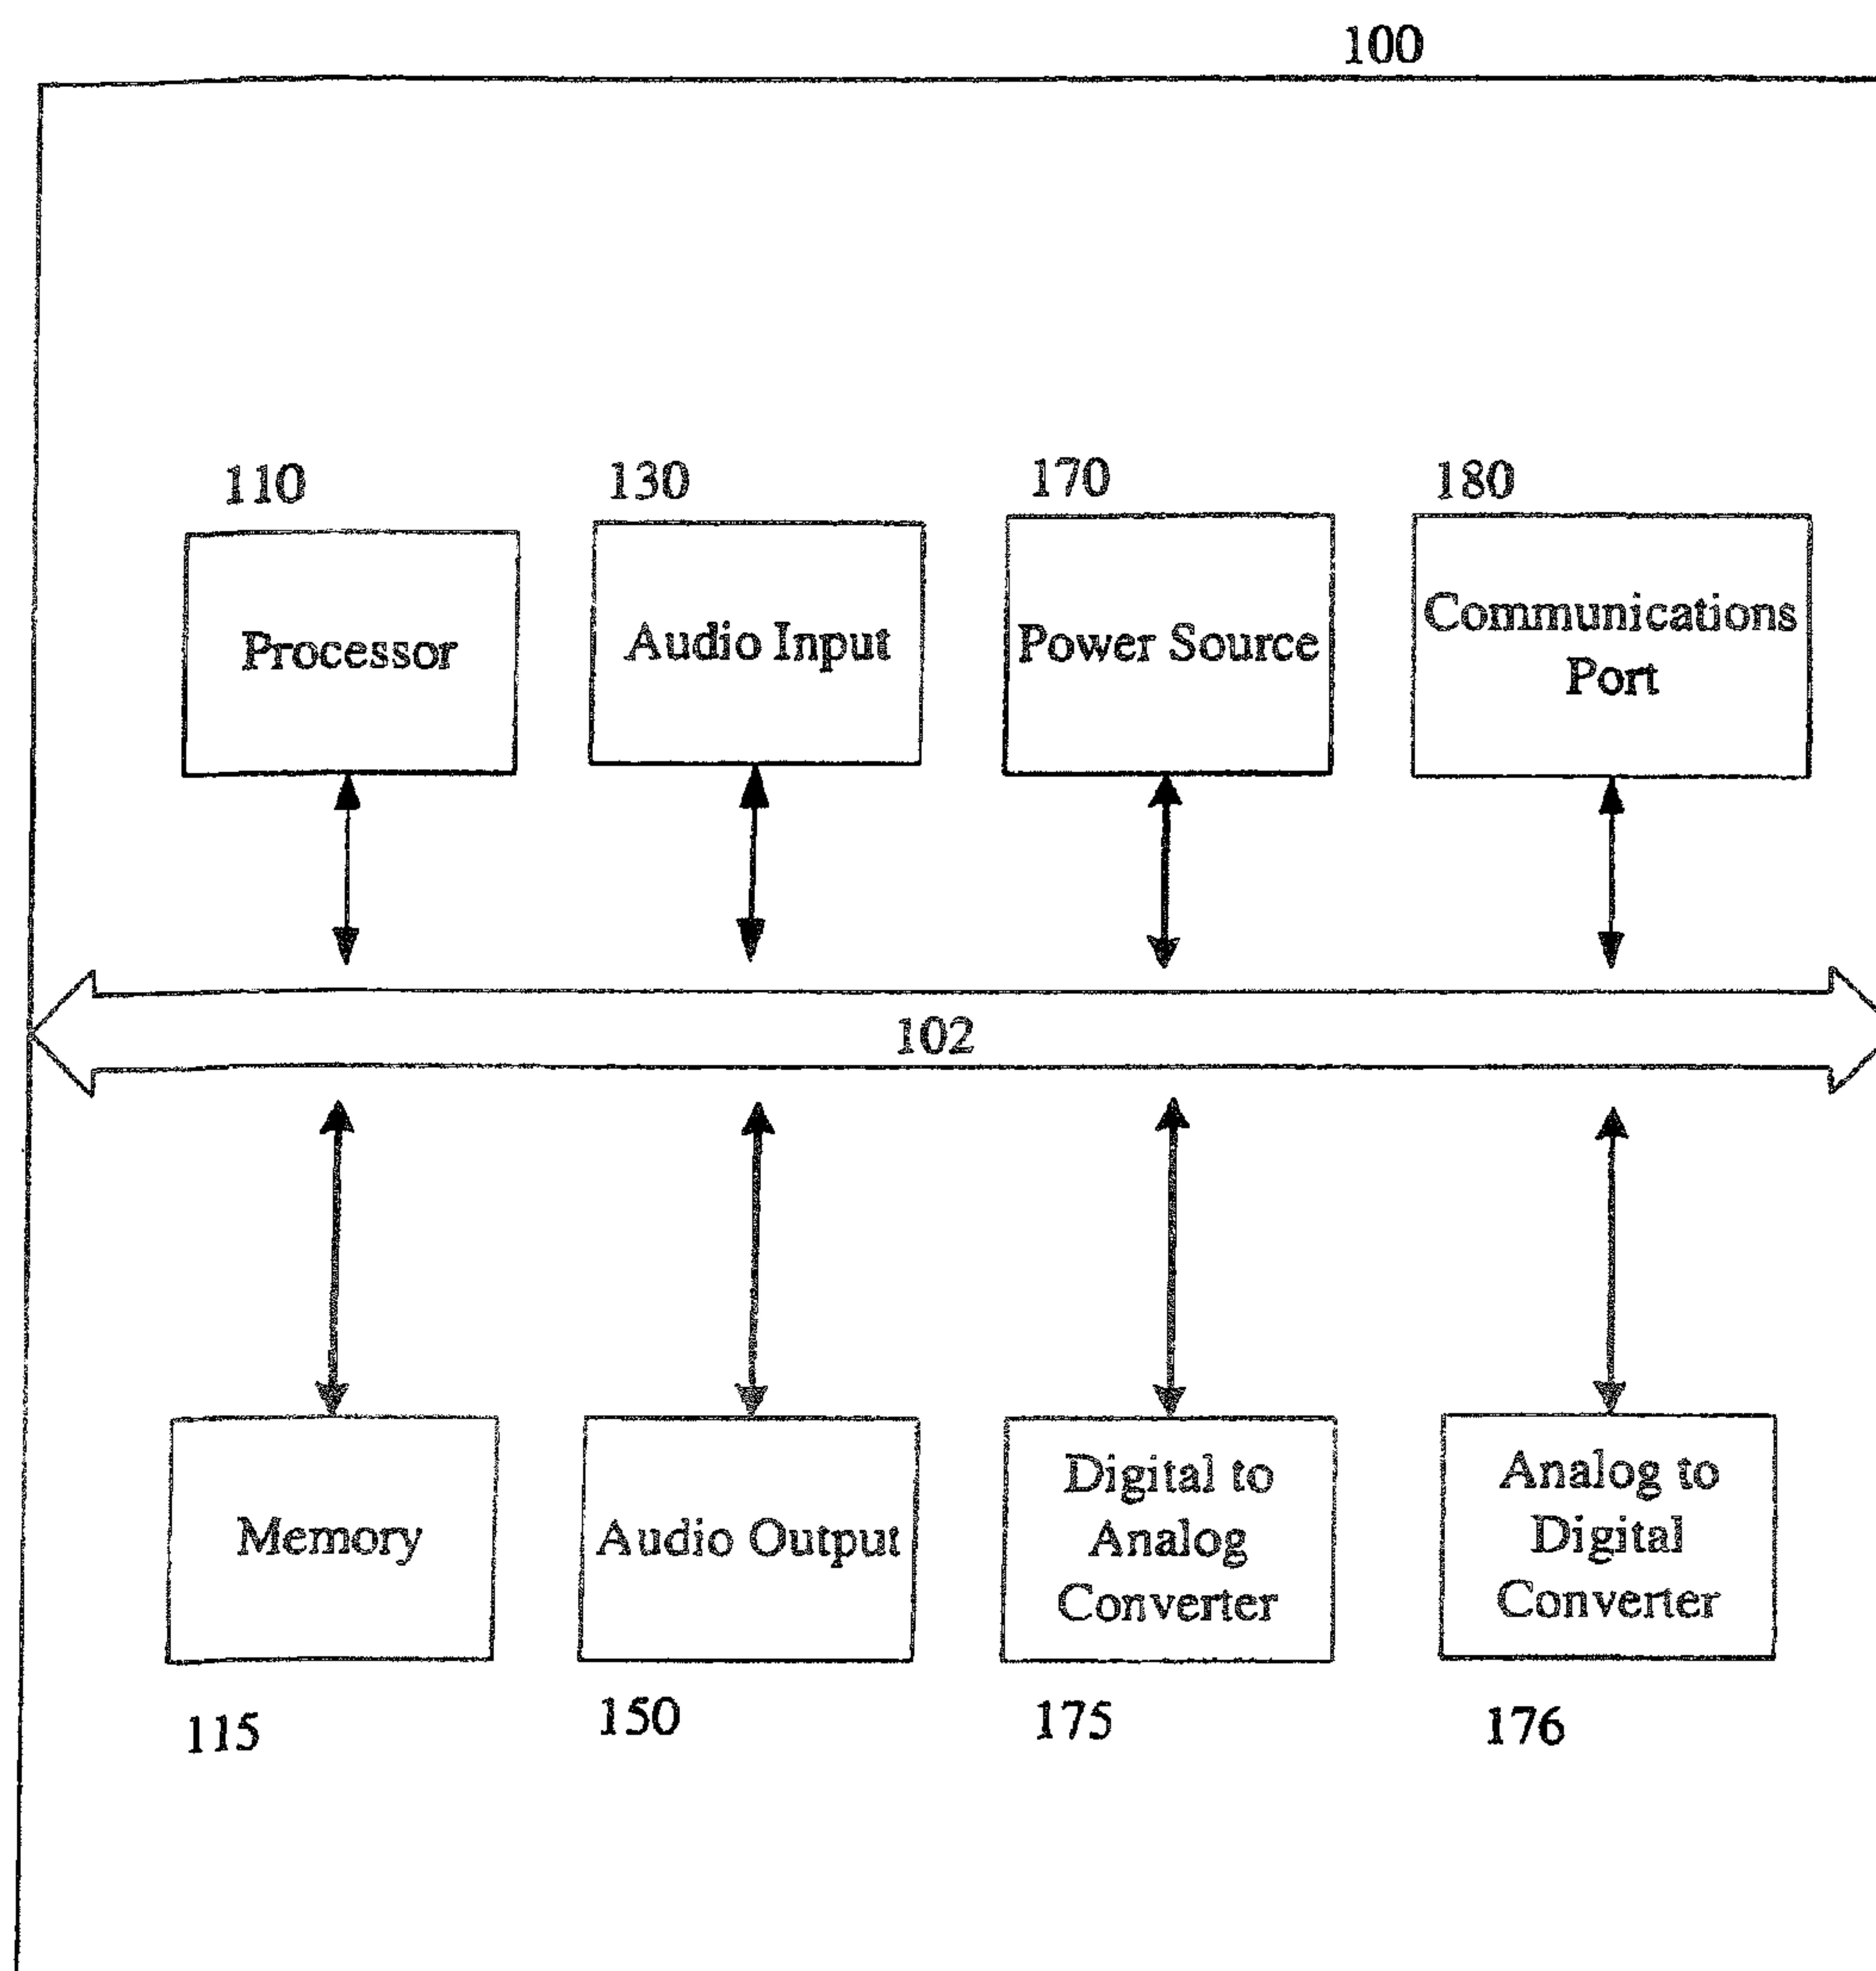 100
110
130
170
180
Processor
Audio Input
Power Source
Communications
Port
102
Memory
Audio Output
Digital to
Analog
Converter
Analog to
Digital
Converter
115
150
175
176